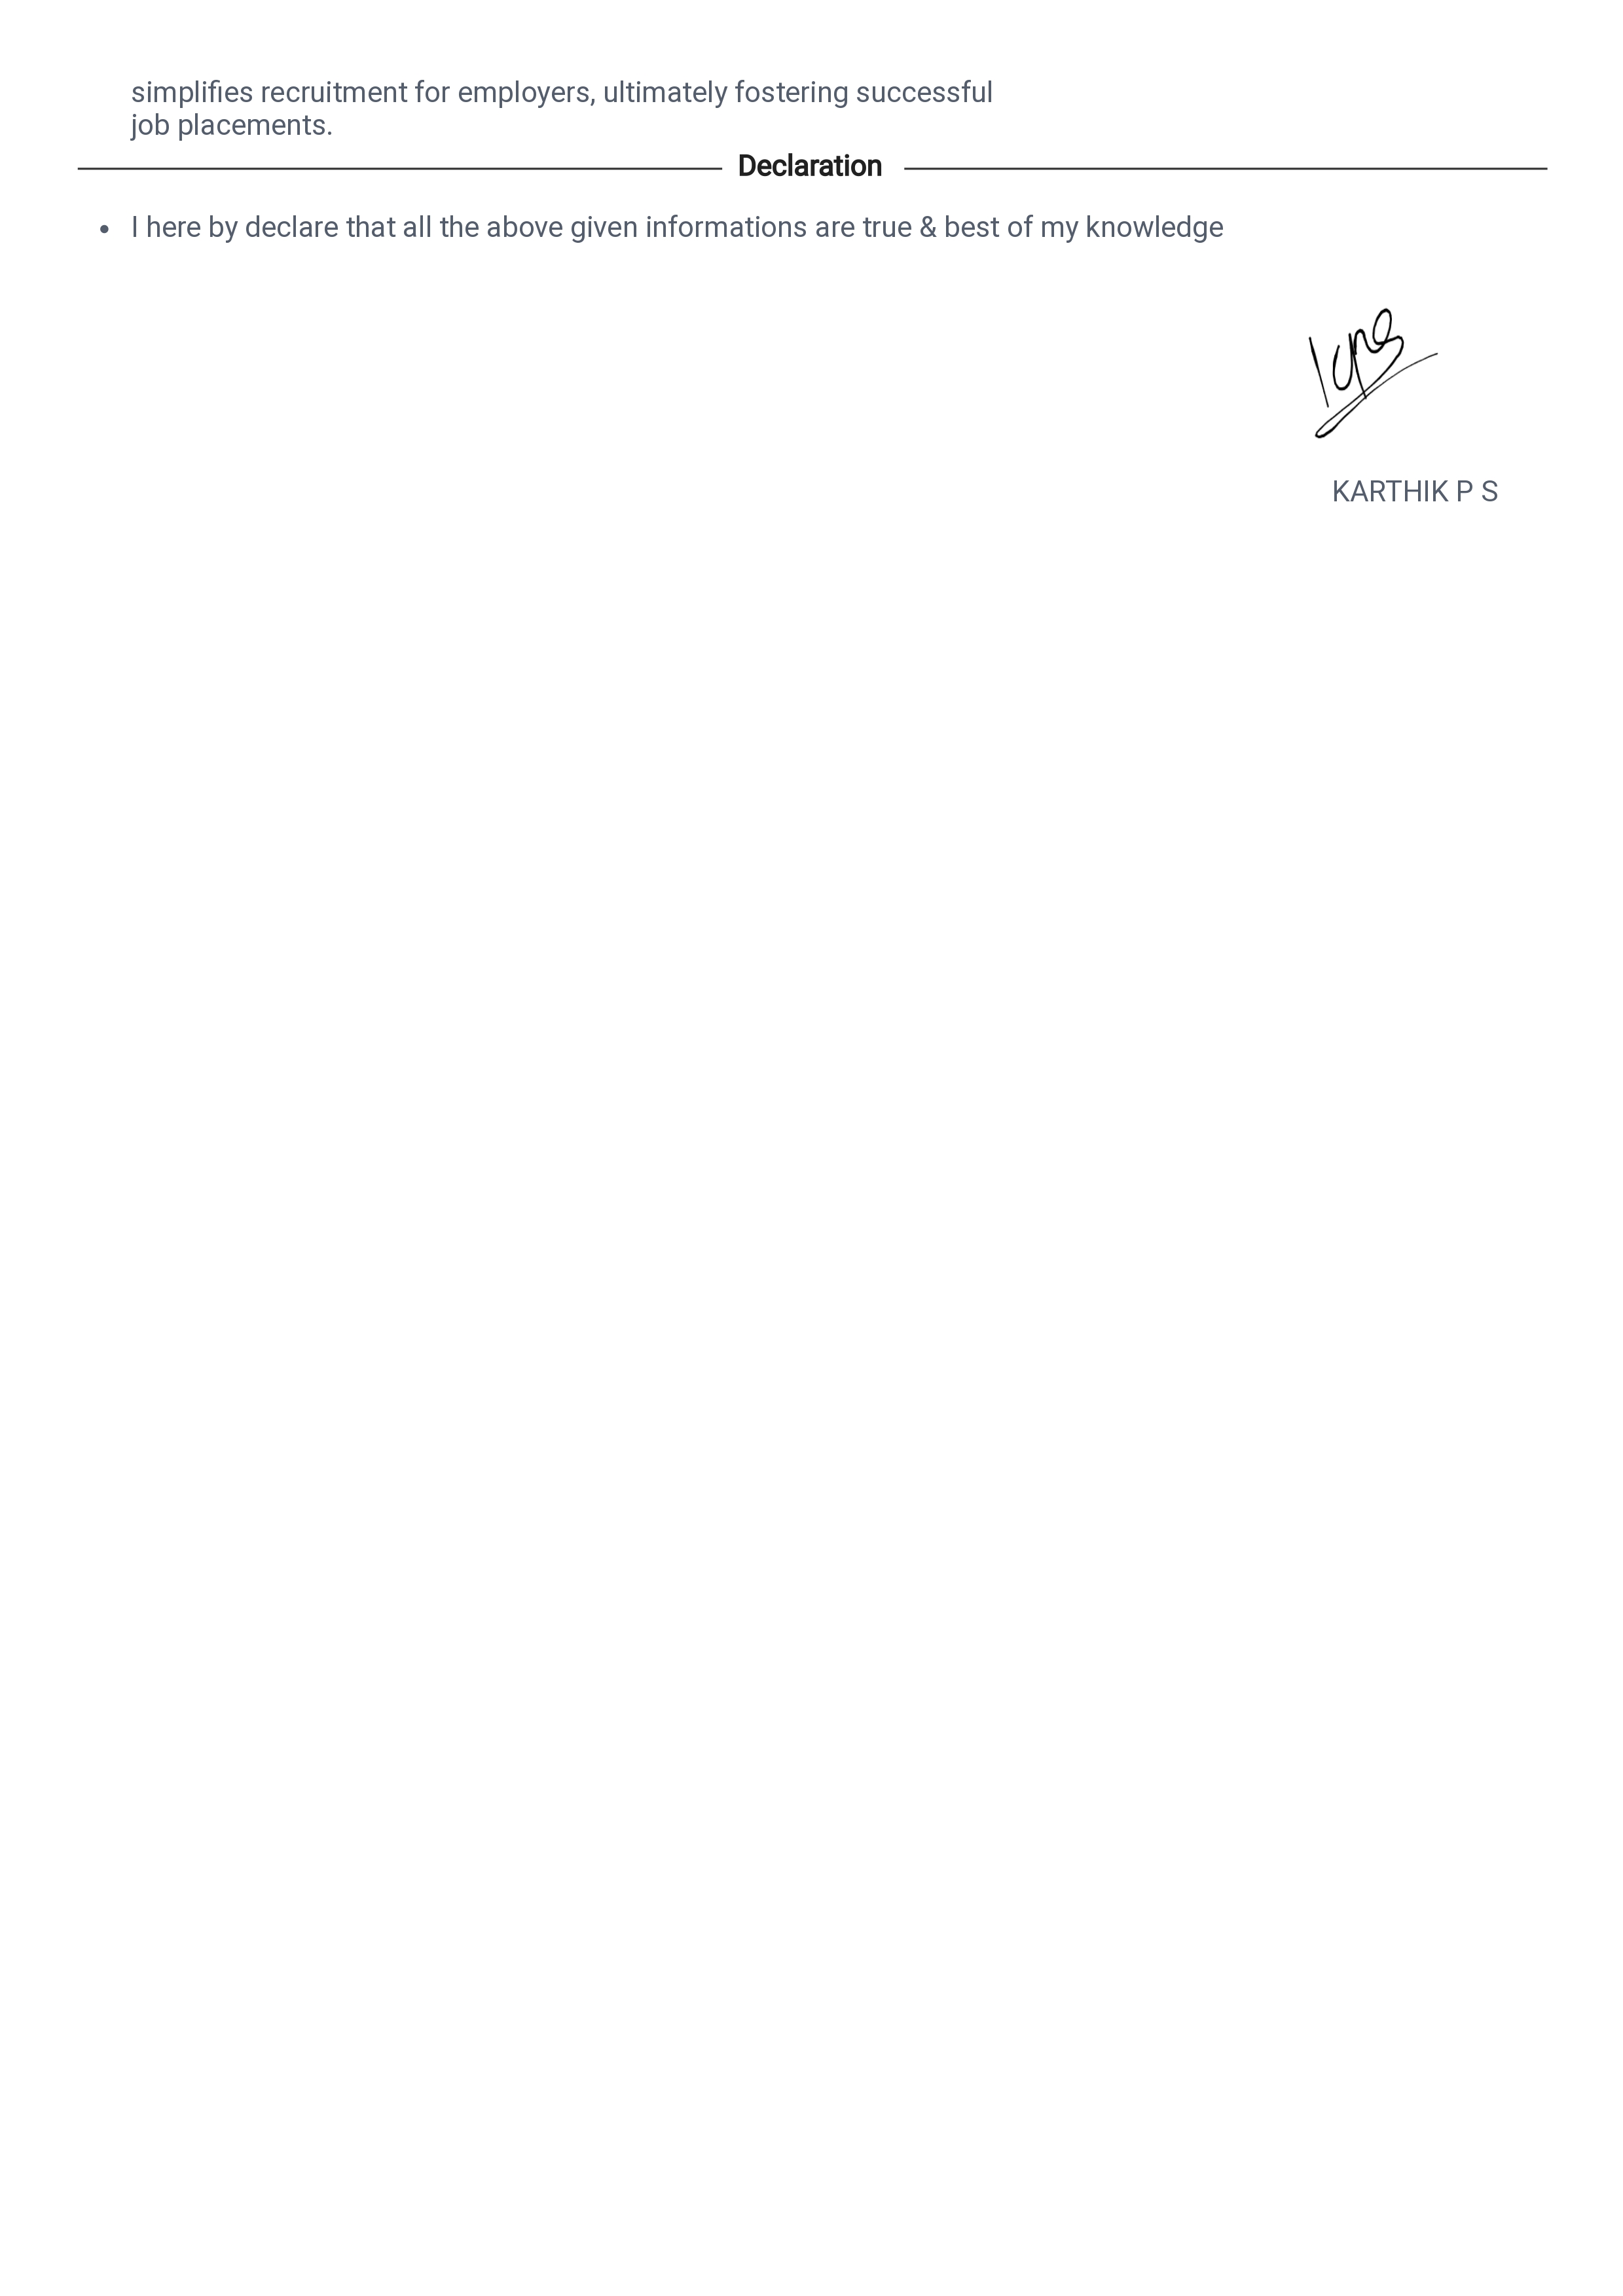 simplifies recruitment for employers, ultimately fostering successful
job placements.
Declaration
• I here by declare that all the above given informations are true & best of my knowledge
KARTHIK P S